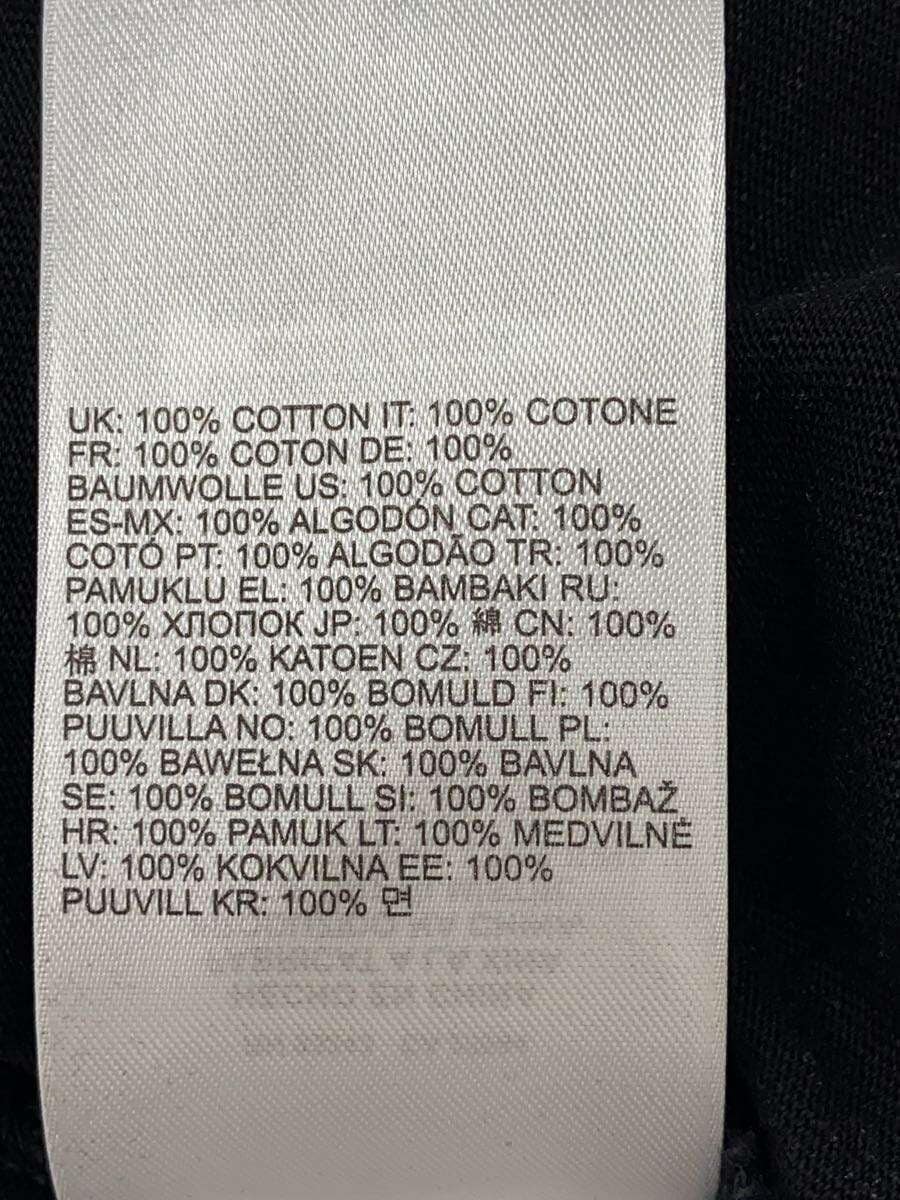 UK: 100% COTTON IT: 100% COTONE
FR: 100% COTON DE: 100%
BAUMWOLLE US: 100% COTTON
ES-MX: 100% ALGODÓN CAT: 100%
COTÓ PT: 100% ALGODÃO TR: 100%
PAMUKLU EL: 100% BAMBAKI RU:
100% ХЛОПОК JP: 100% 綿 CN: 100%
棉 NL: 100% KATOEN CZ: 100%
BAVLNA DK: 100% BOMULD FI: 100%
PUUVILLA NO: 100% BOMULL PL:
100% BAWEŁNA SK: 100% BAVLNA
SE: 100% BOMULL SI: 100% BOMBAŽ
HR: 100% PAMUK LT: 100% MEDVILNĖ
LV: 100% KOKVILNA EE: 100%
PUUVILL KR: 100% 면